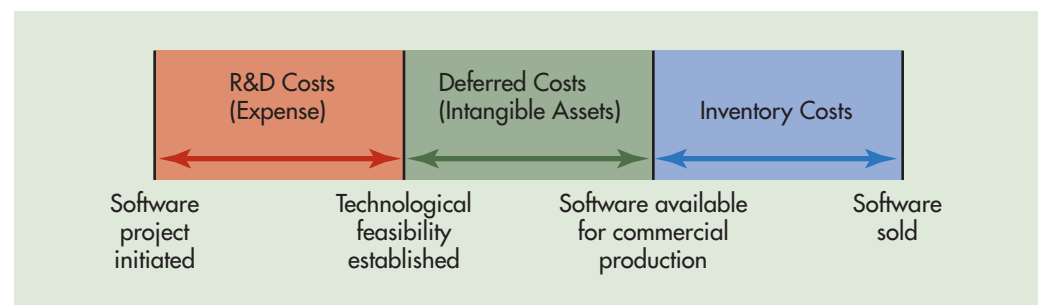 R&D Costs
(Expense)
Deferred Costs
(Intangible Assets)
Inventory Costs
Software
project
initiated
Technological
feasibility
established
Software available
for commercial
production
Software
sold